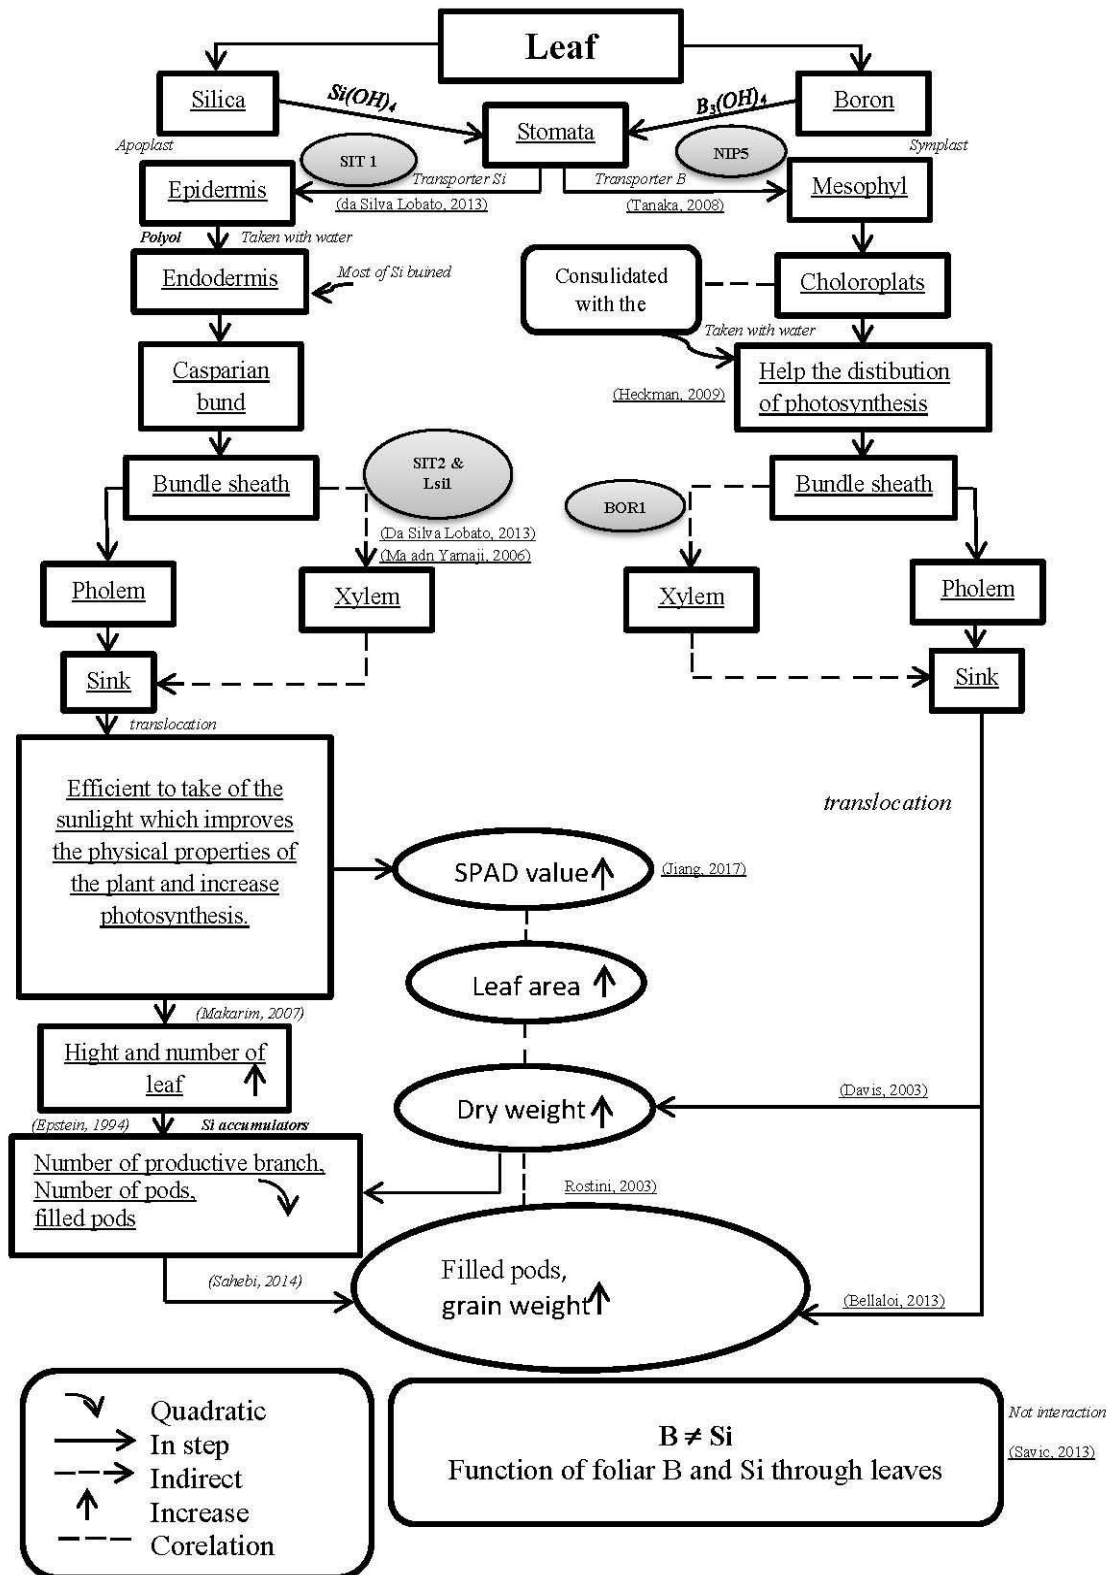 Leaf
Silica
Si(OH)4
B3(OH)4
Boron
Stomata
Apoplast
SIT 1
NIP5
Symplast
Epidermis
Transporter Si
Transporter B
Mesophyl
(da Silva Lobato, 2013)
(Tanaka, 2008)
Polyol
Taken with water
Endodermis
Most of Si buined
Consulidated
with the
Choloroplats
Taken with water
Casparian
bund
Help the distibution
of photosynthesis
(Heckman, 2009)
Bundle sheath
SIT2 &
Lsi1
BOR1
Bundle sheath
(Da Silva Lobato, 2013)
(Ma adn Yamaji, 2006)
Pholem
Xylem
Xylem
Pholem
Sink
Sink
translocation
Efficient to take of the
sunlight which improves
the physical properties of
the plant and increase
photosynthesis.
translocation
SPAD value
(Jiang, 2017)
Leaf area
(Makarim, 2007)
Hight and number of
leaf
Dry weight
(Davis, 2003)
(Epstein, 1994)
Si accumulators
Number of productive branch,
Number of pods,
filled pods
Rostini, 2003)
(Sahebi, 2014)
Filled pods,
grain weight
(Bellaloi, 2013)
Quadratic
In step
Indirect
Increase
Corelation
B ≠ Si
Function of foliar B and Si through leaves
Not interaction
(Savic, 2013)